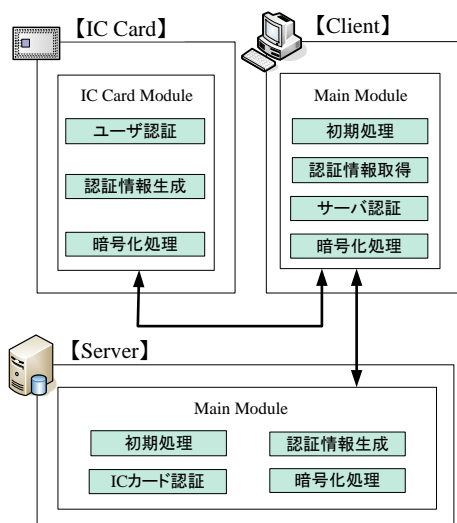 【IC Card】
IC Card Module
ユーザ認証
認証情報生成
暗号化処理
【Client】
Main Module
初期処理
認証情報取得
サーバ認証
暗号化処理
【Server】
Main Module
初期処理
認証情報生成
ICカード認証
暗号化処理